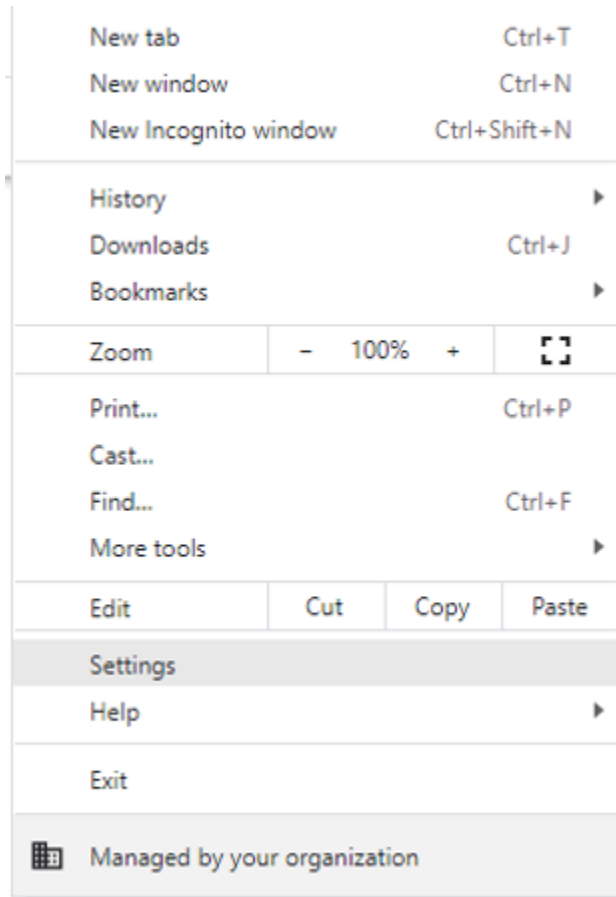 New tab Ctrl+T
New window Ctrl+N
New Incognito window Ctrl+Shift+N
History
Downloads Ctrl+J
Bookmarks
Zoom - 100% +
Print... Ctrl+P
Cast...
Find... Ctrl+F
More tools
Edit Cut Copy Paste
Settings
Help
Exit
Managed by your organization